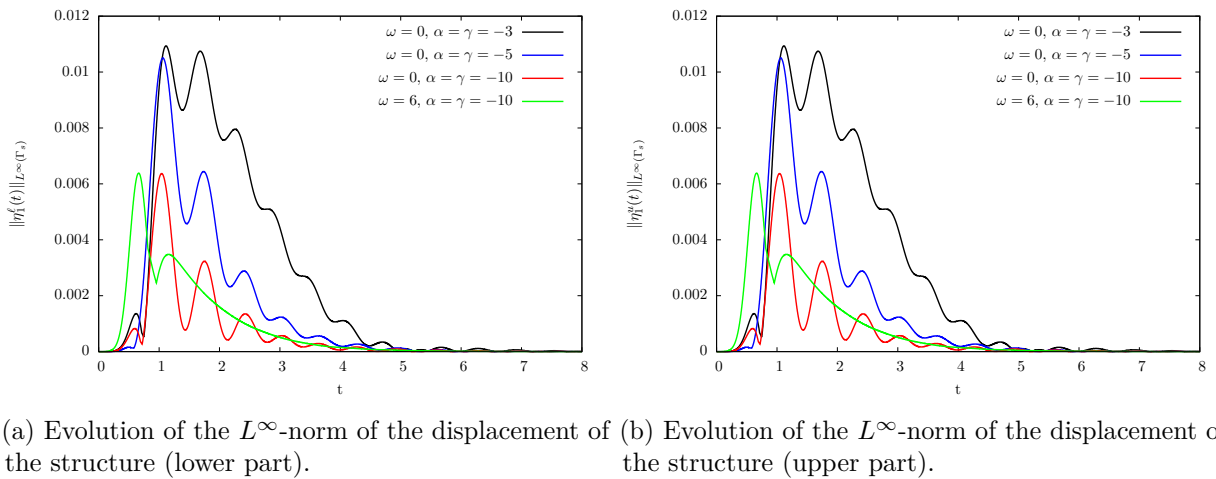 0.012
0.01
0.008
0.006
0.004
0.002
0
0 1 2 3 4 5 6 7 8
t
‖η₁ˡ(t)‖_{L^∞(Γ_s)}
ω = 0, α = γ = −3
ω = 0, α = γ = −5
ω = 0, α = γ = −10
ω = 6, α = γ = −10
(a) Evolution of the L^∞-norm of the displacement of
the structure (lower part).
0.012
0.01
0.008
0.006
0.004
0.002
0
0 1 2 3 4 5 6 7 8
t
‖η₁ᵘ(t)‖_{L^∞(Γ_s)}
ω = 0, α = γ = −3
ω = 0, α = γ = −5
ω = 0, α = γ = −10
ω = 6, α = γ = −10
(b) Evolution of the L^∞-norm of the displacement o
the structure (upper part).